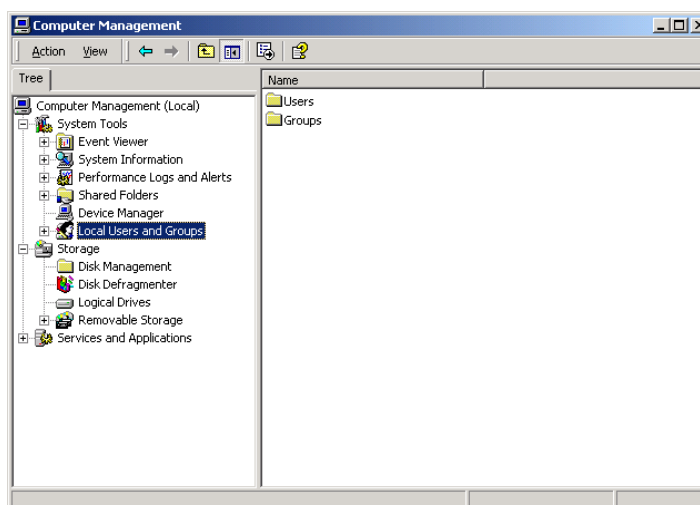 Computer Management
Action View
Tree
Name
Computer Management (Local)
System Tools
Event Viewer
System Information
Performance Logs and Alerts
Shared Folders
Device Manager
Local Users and Groups
Storage
Disk Management
Disk Defragmenter
Logical Drives
Removable Storage
Services and Applications
Users
Groups